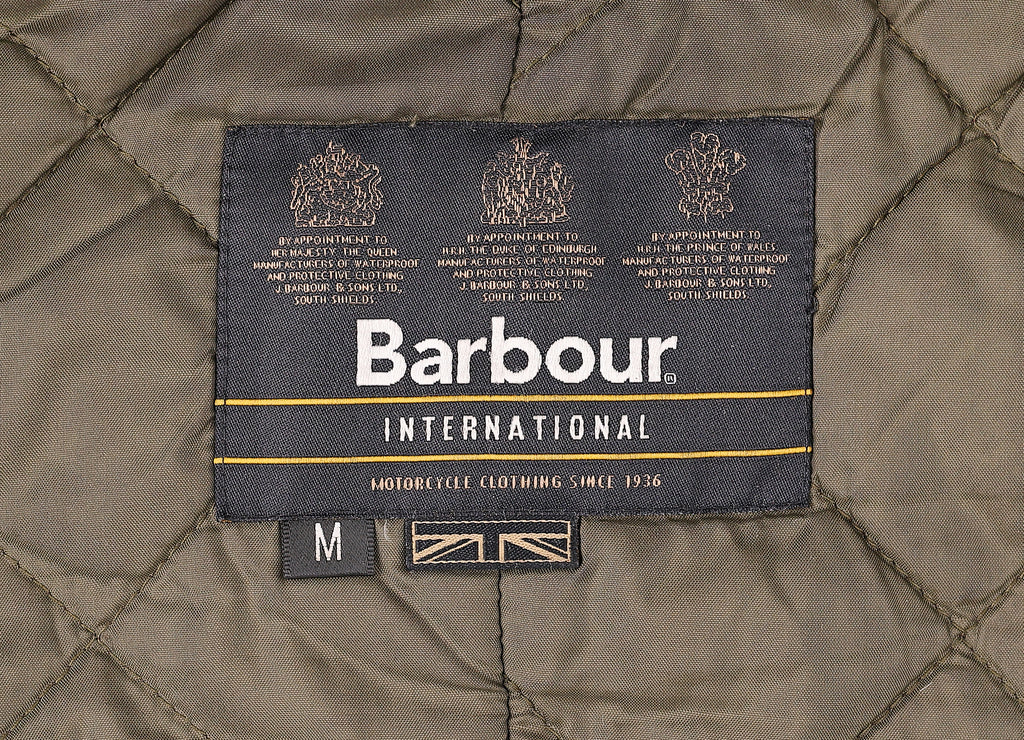 BY APPOINTMENT TO
HER MAJESTY THE QUEEN
MANUFACTURERS OF WATERPROOF
AND PROTECTIVE CLOTHING
J. BARBOUR & SONS LTD,
SOUTH SHIELDS
BY APPOINTMENT TO
H.R.H. THE DUKE OF EDINBURGH
MANUFACTURERS OF WATERPROOF
AND PROTECTIVE CLOTHING
J. BARBOUR & SONS LTD,
SOUTH SHIELDS
BY APPOINTMENT TO
H.R.H. THE PRINCE OF WALES
MANUFACTURERS OF WATERPROOF
AND PROTECTIVE CLOTHING
J. BARBOUR & SONS LTD,
SOUTH SHIELDS
Barbour®
INTERNATIONAL
MOTORCYCLE CLOTHING SINCE 1936
M